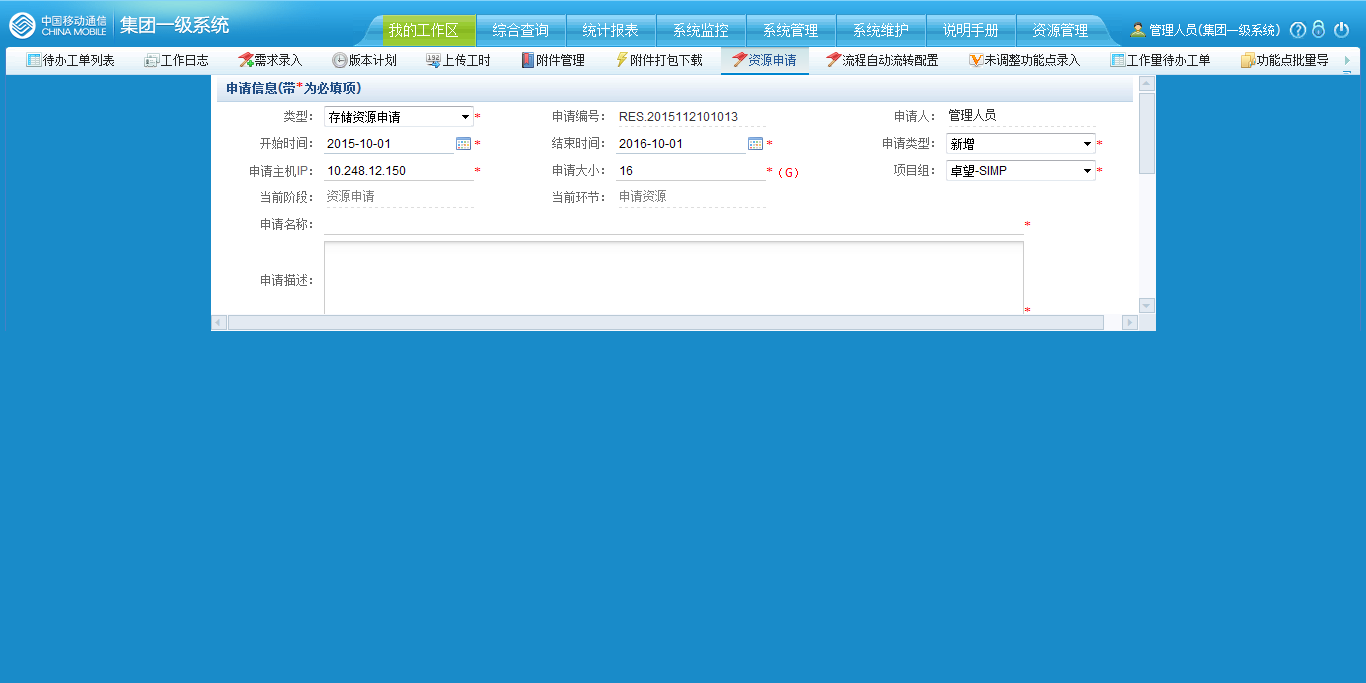 中国移动通信
CHINA MOBILE
集团一级系统
我的工作区 综合查询 统计报表 系统监控 系统管理 系统维护 说明手册 资源管理
管理人员(集团一级系统)
待办工单列表 工作日志 需求录入 版本计划 上传工时 附件管理 附件打包下载 资源申请 流程自动流转配置 未调整功能点录入 工作量待办工单 功能点批量导
申请信息(带*为必填项)
类型: 存储资源申请 * 申请编号: RES.2015112101013 申请人: 管理人员
开始时间: 2015-10-01 * 结束时间: 2016-10-01 * 申请类型: 新增 *
申请主机IP: 10.248.12.150 * 申请大小: 16 * (G) 项目组: 卓望-SIMP *
当前阶段: 资源申请 当前环节: 申请资源
申请名称: *
申请描述: *